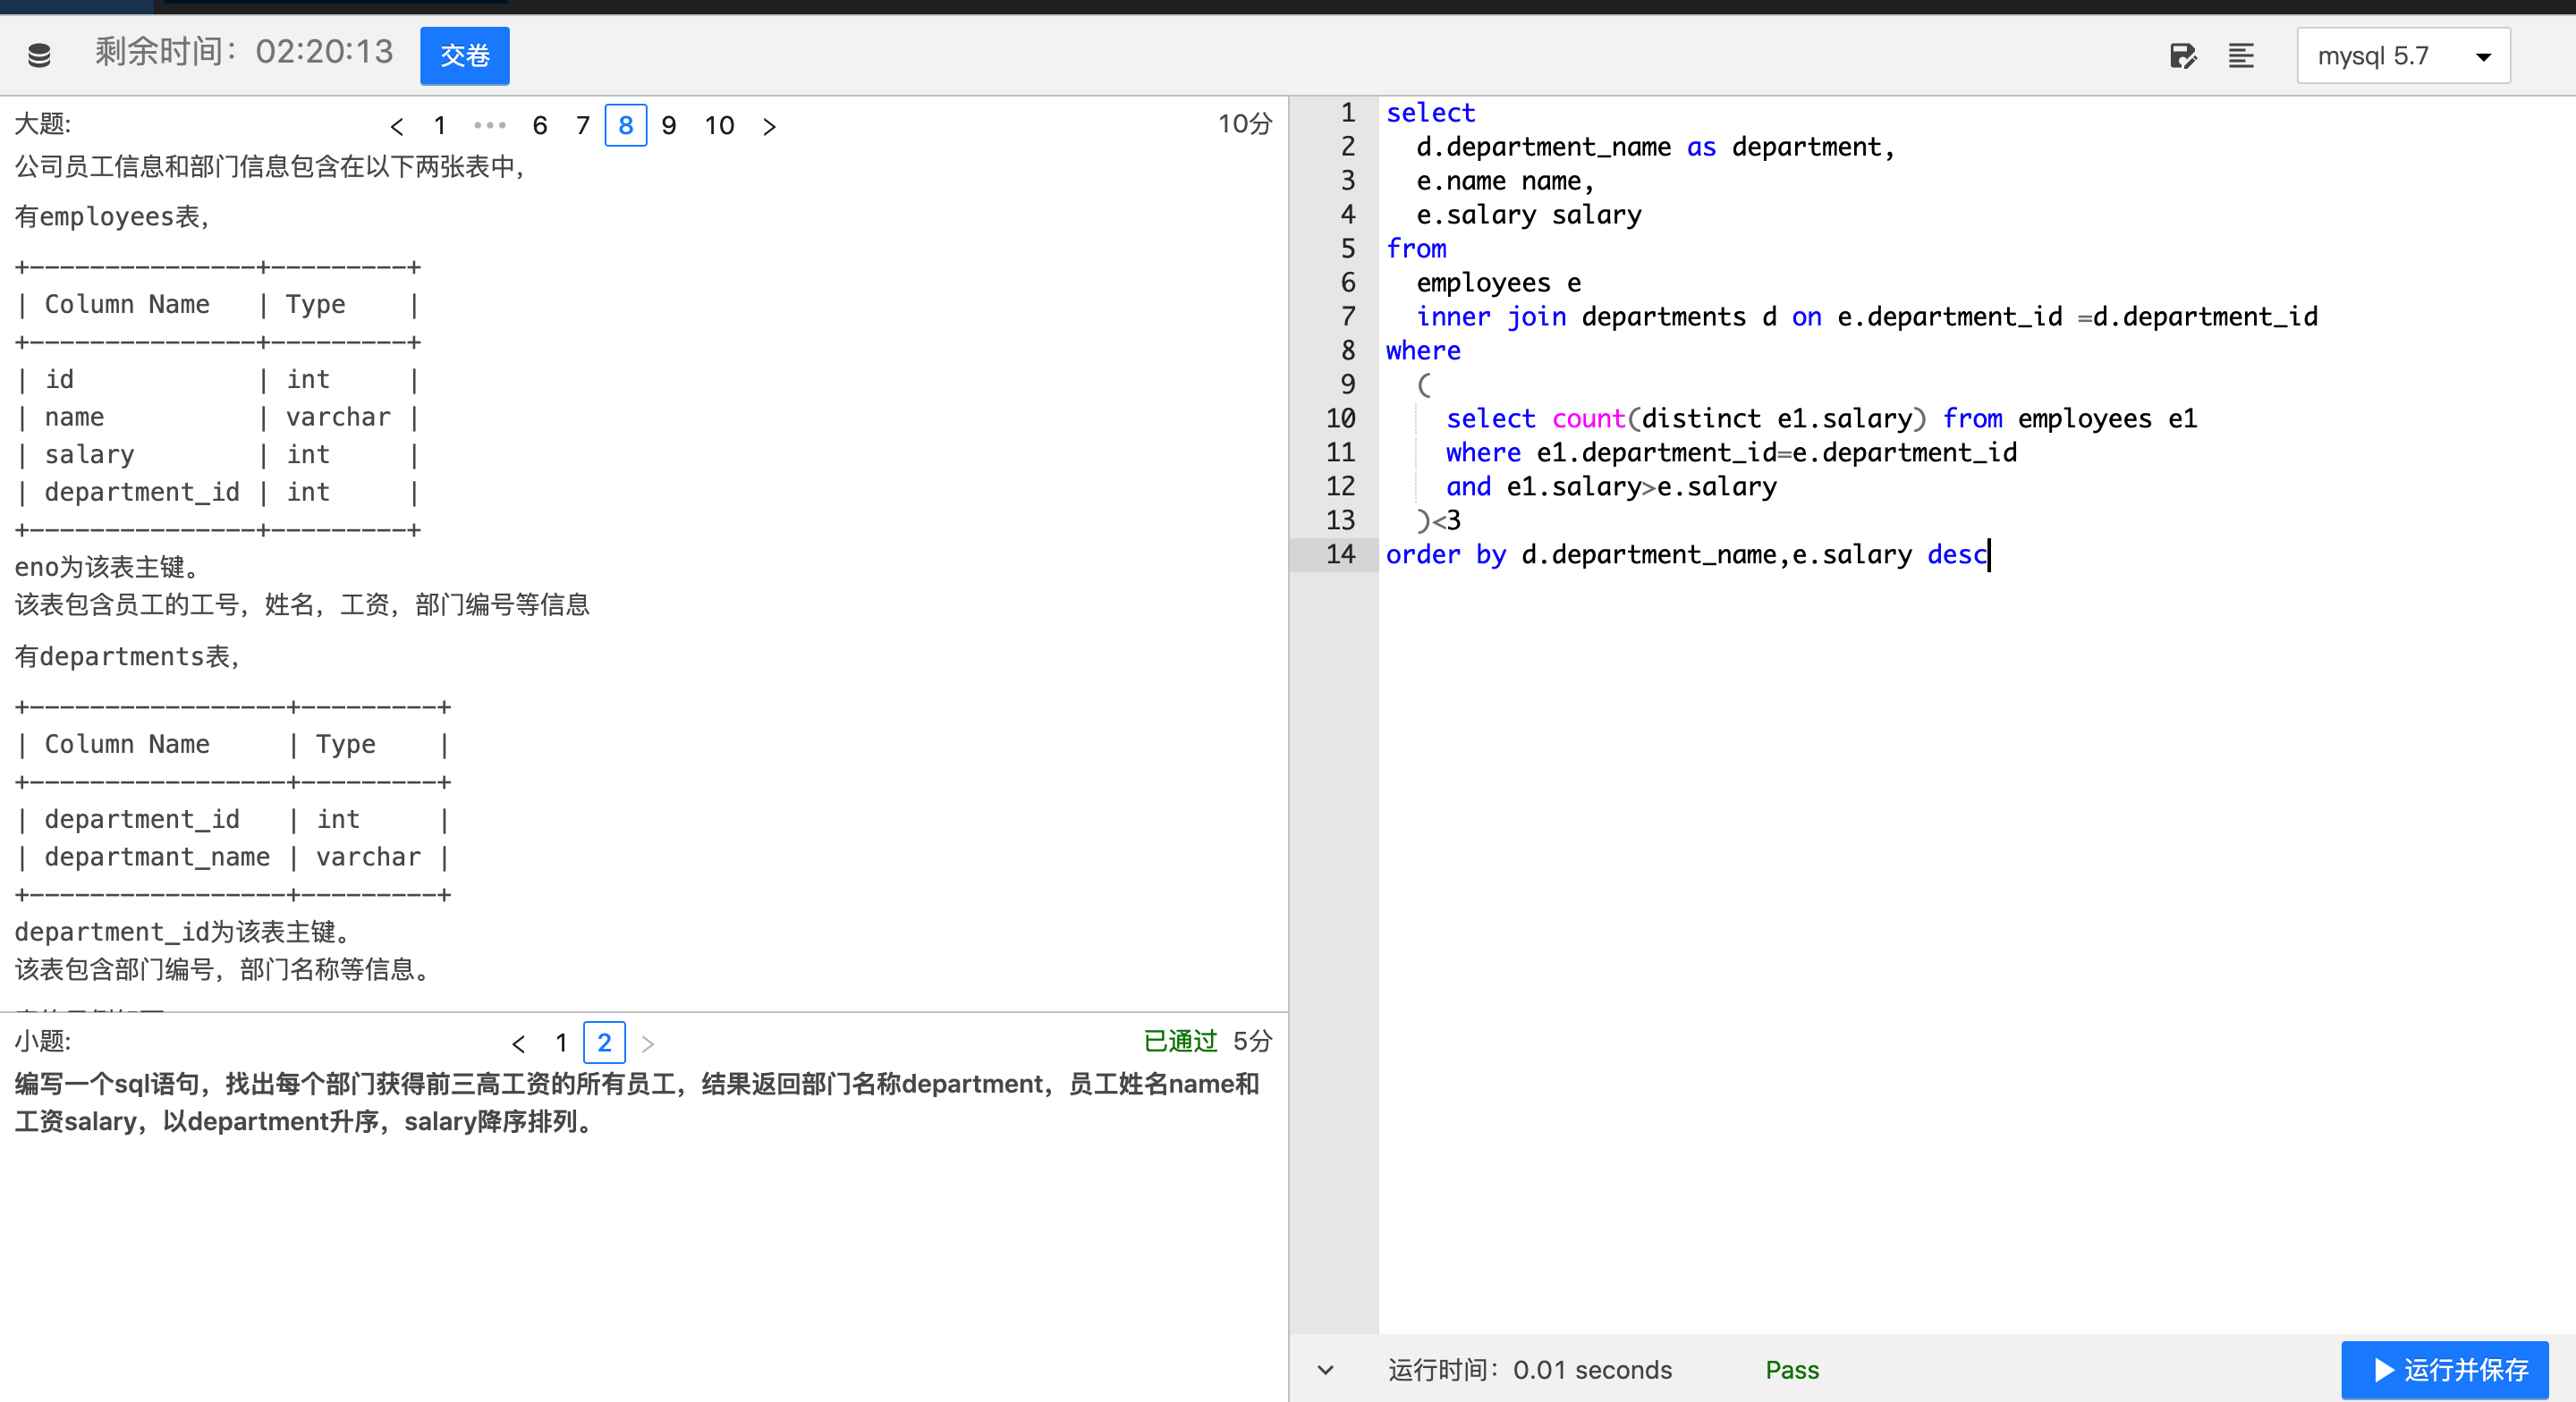 剩余时间：02:20:13
交卷
mysql 5.7
大题:
< 1 ••• 6 7 8 9 10 >
10分
公司员工信息和部门信息包含在以下两张表中，
有employees表，
+---------------+---------+
| Column Name   | Type    |
+---------------+---------+
| id            | int     |
| name          | varchar |
| salary        | int     |
| department_id | int     |
+---------------+---------+
eno为该表主键。
该表包含员工的工号，姓名，工资，部门编号等信息
有departments表，
+-----------------+---------+
| Column Name     | Type    |
+-----------------+---------+
| department_id   | int     |
| departmant_name | varchar |
+-----------------+---------+
department_id为该表主键。
该表包含部门编号，部门名称等信息。
小题:
< 1 2 >
已通过 5分
编写一个sql语句，找出每个部门获得前三高工资的所有员工，结果返回部门名称department，员工姓名name和
工资salary，以department升序，salary降序排列。
1 select
2   d.department_name as department,
3   e.name name,
4   e.salary salary
5 from
6   employees e
7   inner join departments d on e.department_id =d.department_id
8 where
9   (
10     select count(distinct e1.salary) from employees e1
11     where e1.department_id=e.department_id
12     and e1.salary>e.salary
13   )<3
14 order by d.department_name,e.salary desc
运行时间：0.01 seconds
Pass
运行并保存